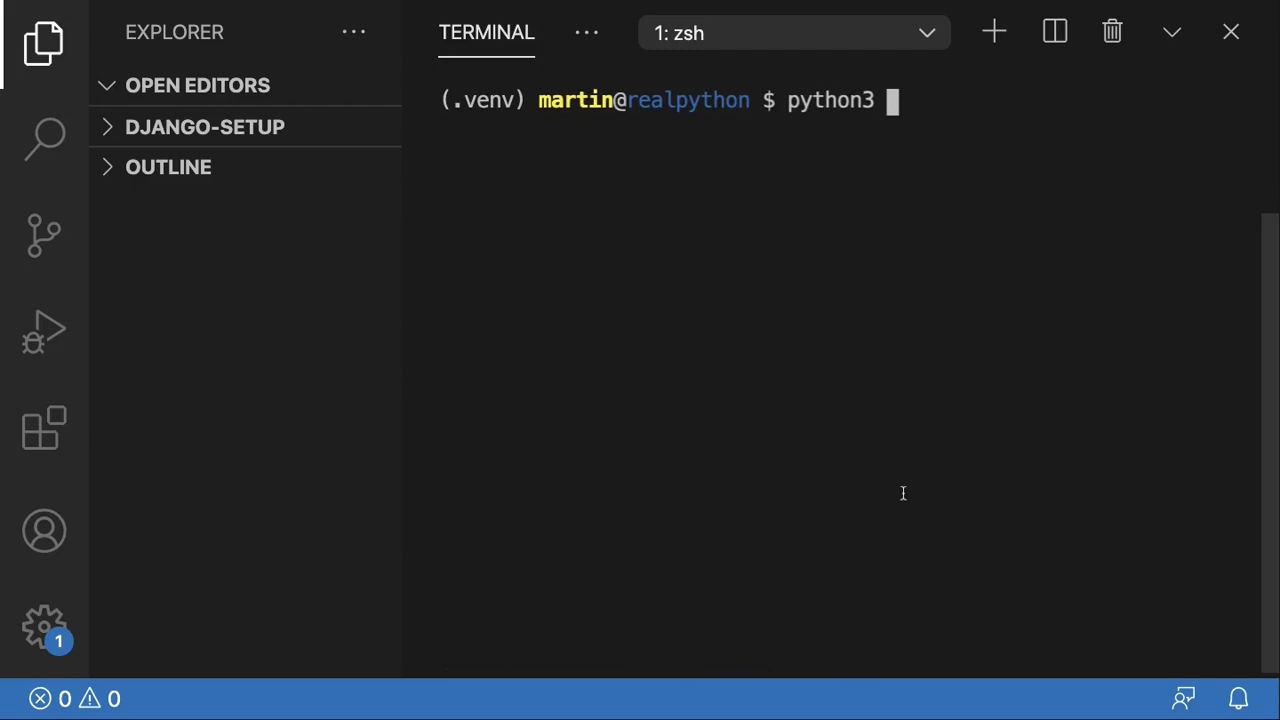 EXPLORER
OPEN EDITORS
DJANGO-SETUP
OUTLINE
TERMINAL
1: zsh
(.venv) martin@realpython $ python3
1
0 0